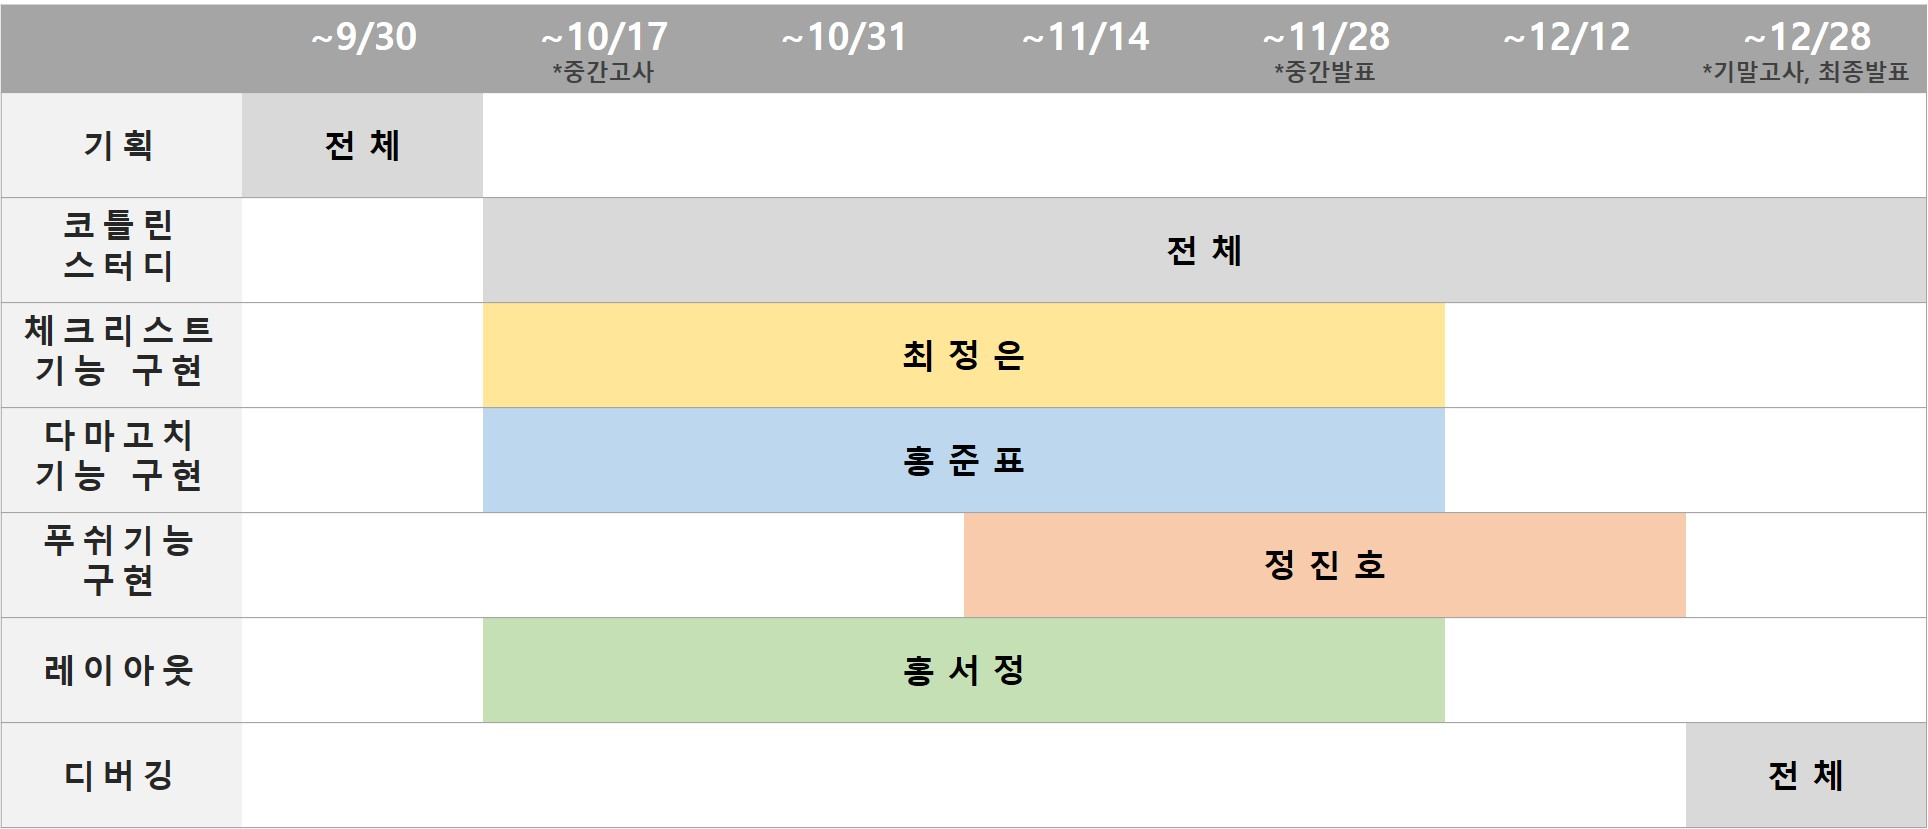 ~9/30 ~10/17 ~10/31 ~11/14 ~11/28 ~12/12 ~12/28
*중간고사 *중간발표 *기말고사, 최종발표
기획 전체
코틀린
스터디
전체
체크리스트
기능 구현
최정은
다마고치
기능 구현
홍준표
푸쉬기능
구현
정진호
레이아웃 홍서정
디버깅 전체